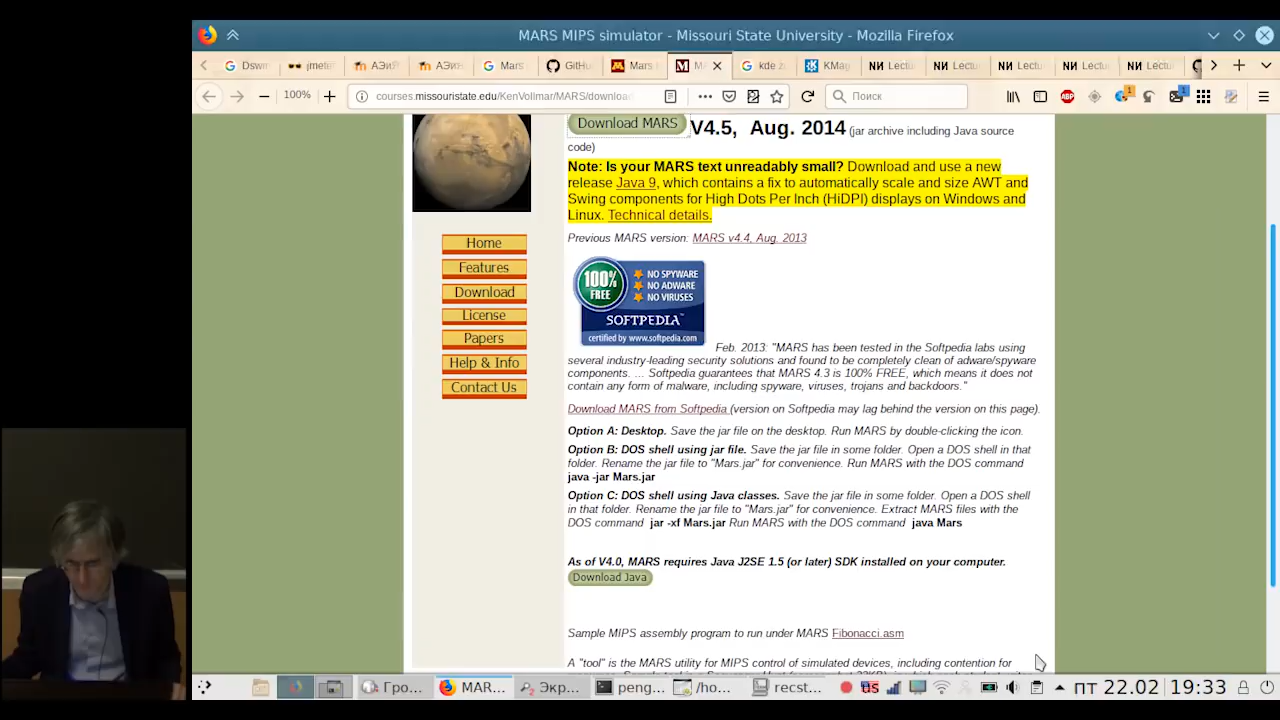 MARS MIPS simulator - Missouri State University - Mozilla Firefox
Dswm
jmete
АЭиЯ
АЭиЯ
Mars
GitHu
Mars
MA
kde z
KMag
NИ Lectu
NИ Lectu
NИ Lectu
NИ Lectu
NИ Lectu
100%
courses.missouristate.edu/KenVollmar/MARS/download
Поиск
ABP
1
1
Download MARS V4.5, Aug. 2014 (jar archive including Java source
code)
Note: Is your MARS text unreadably small? Download and use a new
release Java 9, which contains a fix to automatically scale and size AWT and
Swing components for High Dots Per Inch (HiDPI) displays on Windows and
Linux. Technical details.
Previous MARS version: MARS v4.4, Aug. 2013
Home
Features
Download
License
Papers
Help & Info
Contact Us
100%
FREE
NO SPYWARE
NO ADWARE
NO VIRUSES
SOFTPEDIA
certified by www.softpedia.com
Feb. 2013: "MARS has been tested in the Softpedia labs using
several industry-leading security solutions and found to be completely clean of adware/spyware
components. ... Softpedia guarantees that MARS 4.3 is 100% FREE, which means it does not
contain any form of malware, including spyware, viruses, trojans and backdoors."
Download MARS from Softpedia (version on Softpedia may lag behind the version on this page).
Option A: Desktop. Save the jar file on the desktop. Run MARS by double-clicking the icon.
Option B: DOS shell using jar file. Save the jar file in some folder. Open a DOS shell in that
folder. Rename the jar file to "Mars.jar" for convenience. Run MARS with the DOS command
java -jar Mars.jar
Option C: DOS shell using Java classes. Save the jar file in some folder. Open a DOS shell
in that folder. Rename the jar file to "Mars.jar" for convenience. Extract MARS files with the
DOS command jar -xf Mars.jar Run MARS with the DOS command java Mars
As of V4.0, MARS requires Java J2SE 1.5 (or later) SDK installed on your computer.
Download Java
Sample MIPS assembly program to run under MARS Fibonacci.asm
A "tool" is the MARS utility for MIPS control of simulated devices, including contention for
Гро...
MAR...
Экр...
peng...
/ho...
recst...
us
ПТ 22.02
19:33